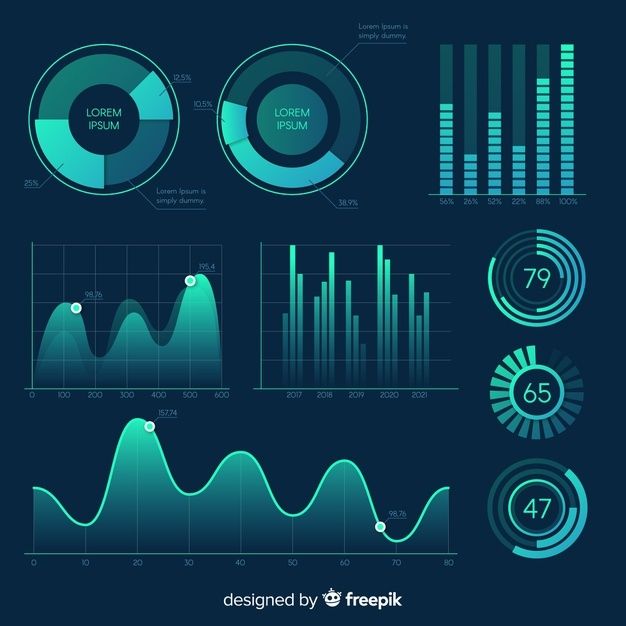 12,5%
LOREM
IPSUM
25%
Lorem Ipsum is
simply dummy.
Lorem Ipsum is
simply dummy.
10,5%
LOREM
IPSUM
38.9%
56% 26% 52% 22% 88% 100%
195,4
98,76
0 100 200 300 400 500 600
2017 2018 2019 2020 2021
79
65
47
157,74
98,76
0 10 20 30 40 50 60 70 80
designed by freepik